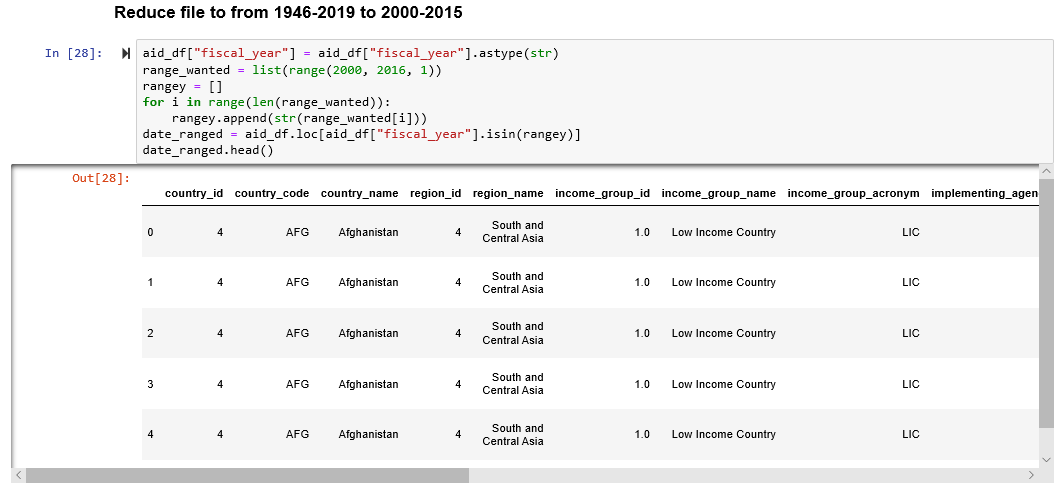 Reduce file to from 1946-2019 to 2000-2015
In [28]:
aid_df["fiscal_year"] = aid_df["fiscal_year"].astype(str)
range_wanted = list(range(2000, 2016, 1))
rangey = []
for i in range(len(range_wanted)):
    rangey.append(str(range_wanted[i]))
date_ranged = aid_df.loc[aid_df["fiscal_year"].isin(rangey)]
date_ranged.head()
Out[28]:
country_id country_code country_name region_id region_name income_group_id income_group_name income_group_acronym implementing_agen
0 4 AFG Afghanistan 4 South and Central Asia 1.0 Low Income Country LIC
1 4 AFG Afghanistan 4 South and Central Asia 1.0 Low Income Country LIC
2 4 AFG Afghanistan 4 South and Central Asia 1.0 Low Income Country LIC
3 4 AFG Afghanistan 4 South and Central Asia 1.0 Low Income Country LIC
4 4 AFG Afghanistan 4 South and Central Asia 1.0 Low Income Country LIC